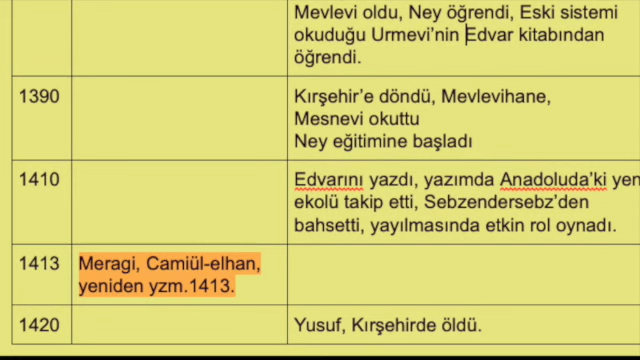 Mevlevi oldu, Ney öğrendi, Eski sistemi
okuduğu Urmevi’nin Edvar kitabından
öğrendi.
1390
Kırşehir’e döndü, Mevlevihane,
Mesnevi okuttu
Ney eğitimine başladı
1410
Edvarını yazdı, yazımda Anadoluda’ki yen
ekolü takip etti, Sebzendersebz’den
bahsetti, yayılmasında etkin rol oynadı.
1413
Meragi, Camiül-elhan,
yeniden yzm.1413.
1420
Yusuf, Kırşehirde öldü.